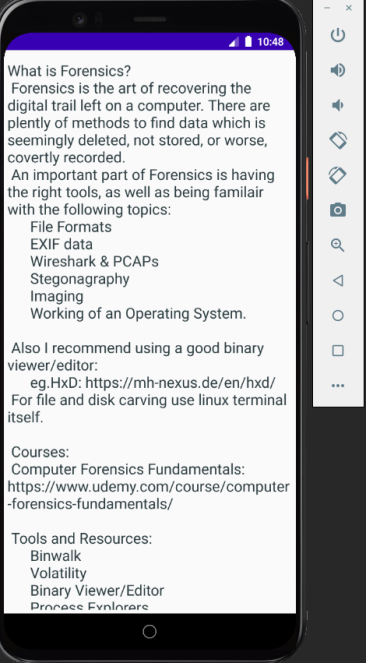 10:48
What is Forensics?
Forensics is the art of recovering the
digital trail left on a computer. There are
plently of methods to find data which is
seemingly deleted, not stored, or worse,
covertly recorded.
An important part of Forensics is having
the right tools, as well as being familair
with the following topics:
File Formats
EXIF data
Wireshark & PCAPs
Stegonagraphy
Imaging
Working of an Operating System.
Also I recommend using a good binary
viewer/editor:
eg.HxD: https://mh-nexus.de/en/hxd/
For file and disk carving use linux terminal
itself.
Courses:
Computer Forensics Fundamentals:
https://www.udemy.com/course/computer
-forensics-fundamentals/
Tools and Resources:
Binwalk
Volatility
Binary Viewer/Editor
Process Explorers